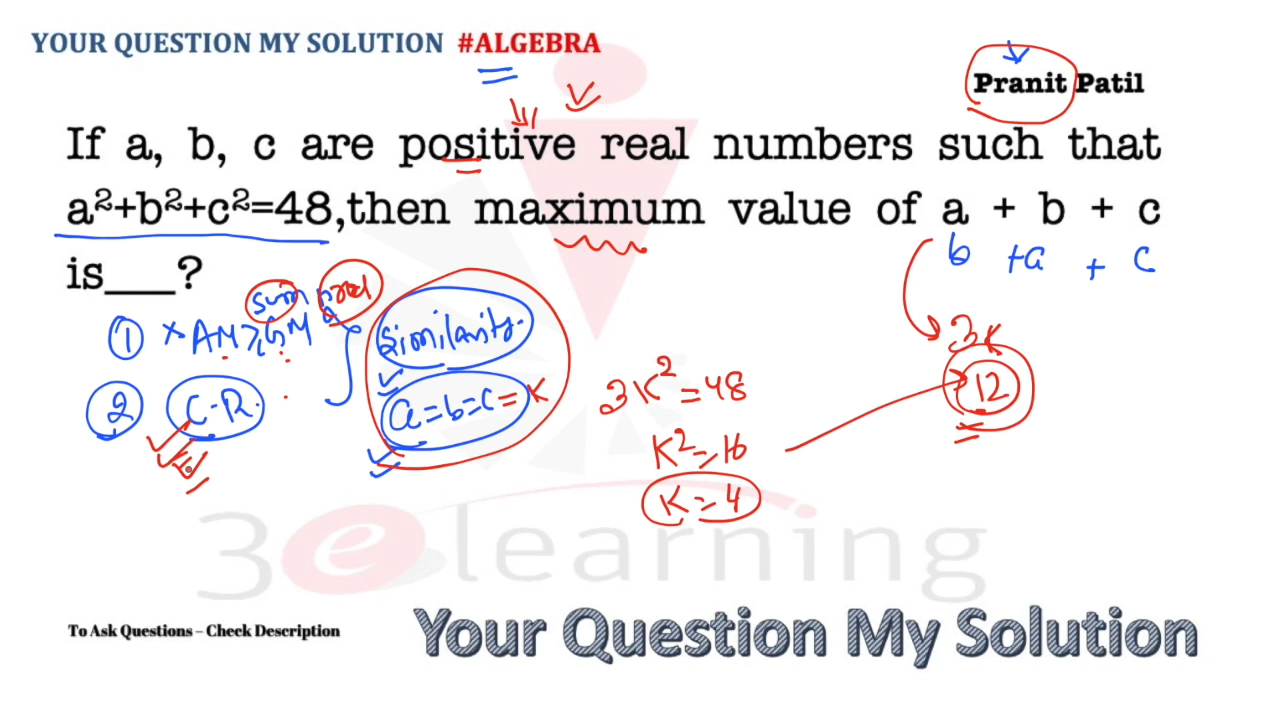 YOUR QUESTION MY SOLUTION #ALGEBRA
Pranit Patil
If a, b, c are positive real numbers such that
a²+b²+c²=48,then maximum value of a + b + c
is___?
b +a + c
sum prod
① × AM ≥ GM
② C-R.
Similarity.
a=b=c=K
3K²=48
K²=16
K=4
3K
12
3elearning
To Ask Questions – Check Description
Your Question My Solution